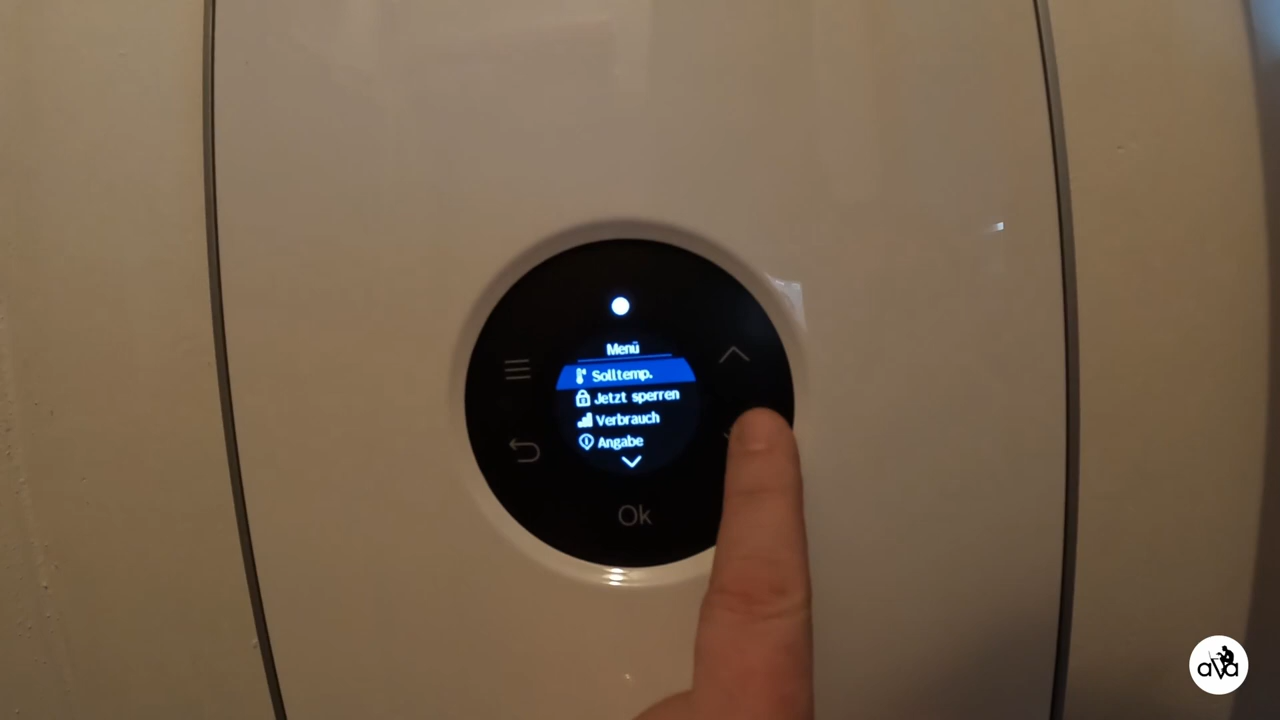 Menü
Solltemp.
Jetzt sperren
Verbrauch
Angabe
Ok
ava